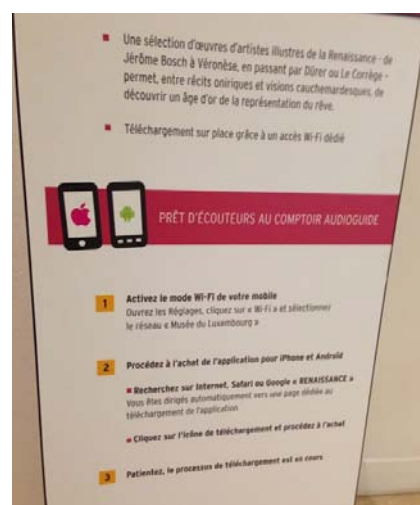 Une sélection d'œuvres d'artistes illustres de la Renaissance - de
Jérôme Bosch à Véronèse, en passant par Dürer ou Le Corrège -
permet, entre récits oniriques et visions cauchemardesques, de
découvrir un âge d'or de la représentation du rêve.
Téléchargement sur place grâce à un accès Wi-Fi dédié
PRÊT D'ÉCOUTEURS AU COMPTOIR AUDIOGUIDE
1 Activez le mode Wi-Fi de votre mobile
Ouvrez les Réglages, cliquez sur « Wi-Fi » et sélectionnez
le réseau « Musée du Luxembourg »
2 Procédez à l'achat de l'application pour iPhone et Android
Recherchez sur Internet, Safari ou Google « RENAISSANCE »
Vous êtes dirigés automatiquement vers une page dédiée au
téléchargement de l'application
Cliquez sur l'icône de téléchargement et procédez à l'achat
3 Patientez, le processus de téléchargement est en cours